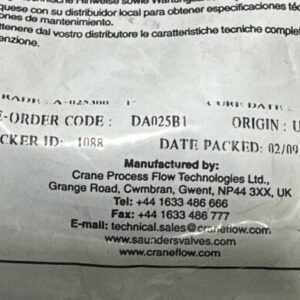 quese con su distribuidor local para obtener especificaciones
ones de mantenimiento.
ttenere dal vostro distributore le caratteristiche tecniche
enzione.
E-ORDER CODE : DA025B1 ORIGIN : U
CKER ID: 1088 DATE PACKED: 02/09
Manufactured by:
Crane Process Flow Technologies Ltd.,
Grange Road, Cwmbran, Gwent, NP44 3XX, UK
Tel: +44 1633 486 666
Fax: +44 1633 486 777
E-mail: technical.sales@craneflow.com
www.saundersvalves.com
www.craneflow.com